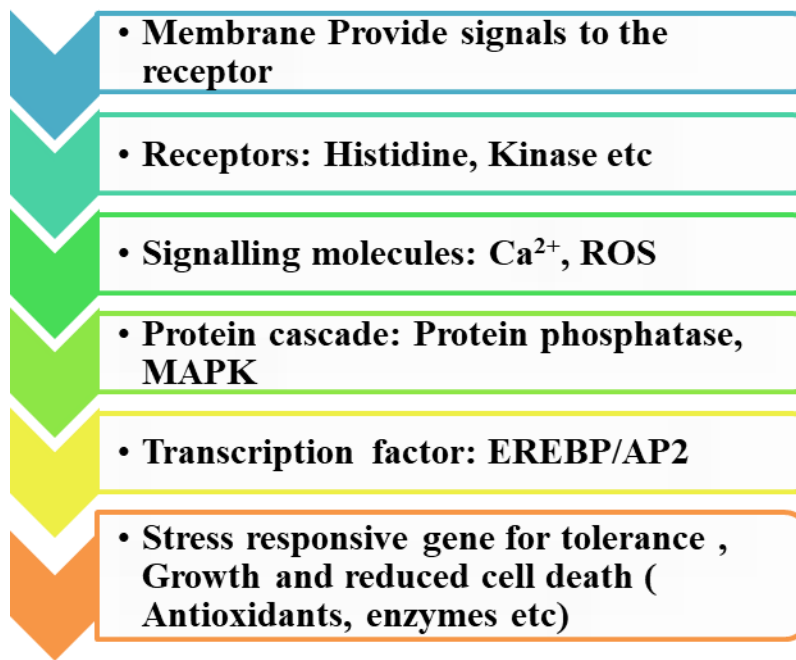 • Membrane Provide signals to the
receptor
• Receptors: Histidine, Kinase etc
• Signalling molecules: Ca²⁺, ROS
• Protein cascade: Protein phosphatase,
MAPK
• Transcription factor: EREBP/AP2
• Stress responsive gene for tolerance ,
Growth and reduced cell death (
Antioxidants, enzymes etc)